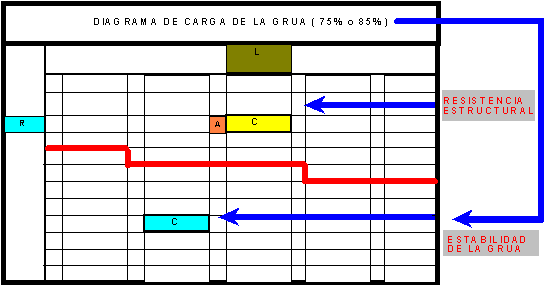 DIAGRAMA DE CARGA DE LA GRUA ( 75% o 85%)
L
RESISTENCIA
ESTRUCTURAL
R
A
C
C
ESTABILIDAD
DE LA GRUA